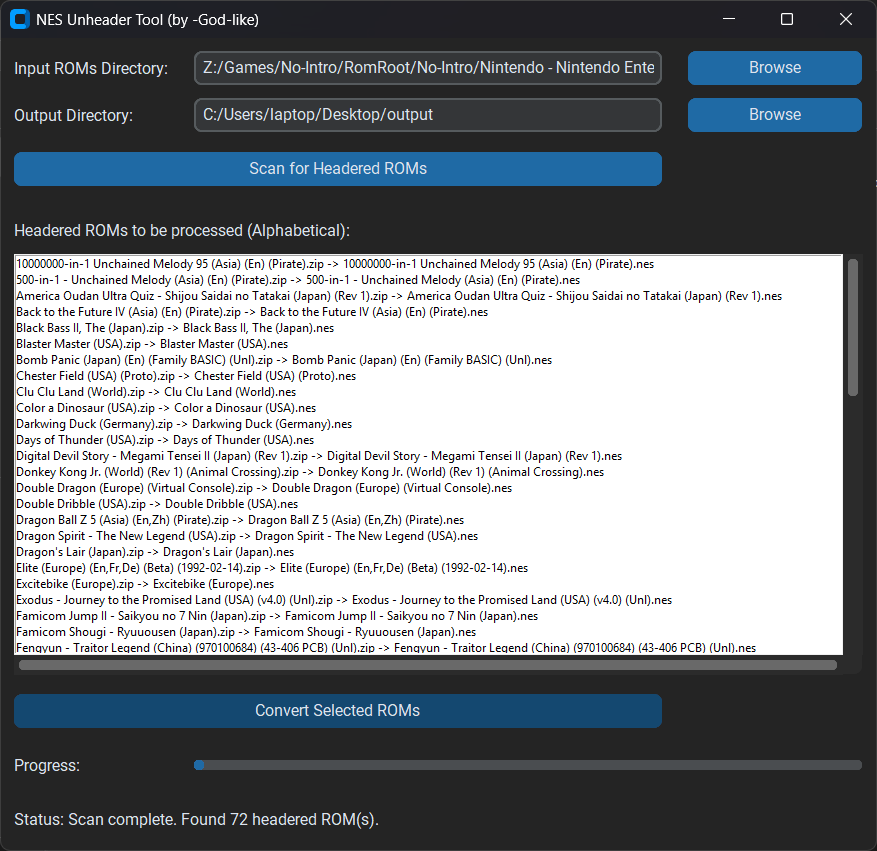 NES Unheader Tool (by -God-like)
Input ROMs Directory: Z:/Games/No-Intro/RomRoot/No-Intro/Nintendo - Nintendo Ente Browse
Output Directory: C:/Users/laptop/Desktop/output Browse
Scan for Headered ROMs
Headered ROMs to be processed (Alphabetical):
10000000-in-1 Unchained Melody 95 (Asia) (En) (Pirate).zip -> 10000000-in-1 Unchained Melody 95 (Asia) (En) (Pirate).nes
500-in-1 - Unchained Melody (Asia) (En) (Pirate).zip -> 500-in-1 - Unchained Melody (Asia) (En) (Pirate).nes
America Oudan Ultra Quiz - Shijou Saidai no Tatakai (Japan) (Rev 1).zip -> America Oudan Ultra Quiz - Shijou Saidai no Tatakai (Japan) (Rev 1).nes
Back to the Future IV (Asia) (En) (Pirate).zip -> Back to the Future IV (Asia) (En) (Pirate).nes
Black Bass II, The (Japan).zip -> Black Bass II, The (Japan).nes
Blaster Master (USA).zip -> Blaster Master (USA).nes
Bomb Panic (Japan) (En) (Family BASIC) (Unl).zip -> Bomb Panic (Japan) (En) (Family BASIC) (Unl).nes
Chester Field (USA) (Proto).zip -> Chester Field (USA) (Proto).nes
Clu Clu Land (World).zip -> Clu Clu Land (World).nes
Color a Dinosaur (USA).zip -> Color a Dinosaur (USA).nes
Darkwing Duck (Germany).zip -> Darkwing Duck (Germany).nes
Days of Thunder (USA).zip -> Days of Thunder (USA).nes
Digital Devil Story - Megami Tensei II (Japan) (Rev 1).zip -> Digital Devil Story - Megami Tensei II (Japan) (Rev 1).nes
Donkey Kong Jr. (World) (Rev 1) (Animal Crossing).zip -> Donkey Kong Jr. (World) (Rev 1) (Animal Crossing).nes
Double Dragon (Europe) (Virtual Console).zip -> Double Dragon (Europe) (Virtual Console).nes
Double Dribble (USA).zip -> Double Dribble (USA).nes
Dragon Ball Z 5 (Asia) (En,Zh) (Pirate).zip -> Dragon Ball Z 5 (Asia) (En,Zh) (Pirate).nes
Dragon Spirit - The New Legend (USA).zip -> Dragon Spirit - The New Legend (USA).nes
Dragon's Lair (Japan).zip -> Dragon's Lair (Japan).nes
Elite (Europe) (En,Fr,De) (Beta) (1992-02-14).zip -> Elite (Europe) (En,Fr,De) (Beta) (1992-02-14).nes
Excitebike (Europe).zip -> Excitebike (Europe).nes
Exodus - Journey to the Promised Land (USA) (v4.0) (Unl).zip -> Exodus - Journey to the Promised Land (USA) (v4.0) (Unl).nes
Famicom Jump II - Saikyou no 7 Nin (Japan).zip -> Famicom Jump II - Saikyou no 7 Nin (Japan).nes
Famicom Shougi - Ryuuousen (Japan).zip -> Famicom Shougi - Ryuuousen (Japan).nes
Fengyun - Traitor Legend (China) (970100684) (43-406 PCB) (Unl).zip -> Fengyun - Traitor Legend (China) (970100684) (43-406 PCB) (Unl).nes
Convert Selected ROMs
Progress:
Status: Scan complete. Found 72 headered ROM(s).